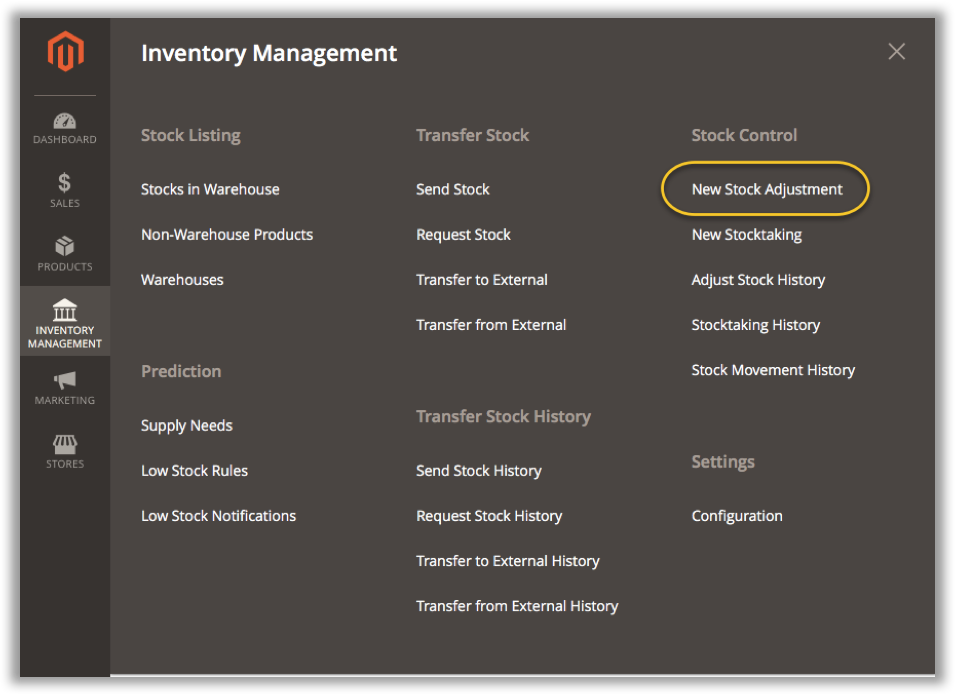 Inventory Management
DASHBOARD
SALES
PRODUCTS
INVENTORY
MANAGEMENT
MARKETING
STORES
Stock Listing
Stocks in Warehouse
Non-Warehouse Products
Warehouses
Prediction
Supply Needs
Low Stock Rules
Low Stock Notifications
Transfer Stock
Send Stock
Request Stock
Transfer to External
Transfer from External
Transfer Stock History
Send Stock History
Request Stock History
Transfer to External History
Transfer from External History
Stock Control
New Stock Adjustment
New Stocktaking
Adjust Stock History
Stocktaking History
Stock Movement History
Settings
Configuration